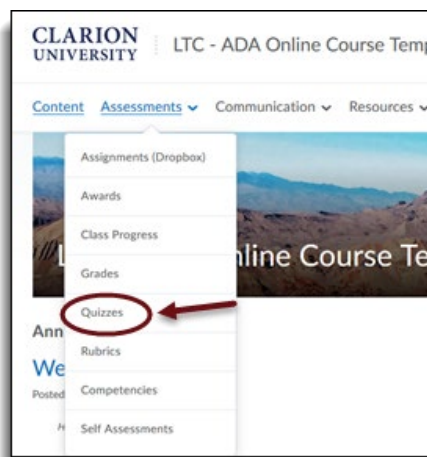 CLARION
UNIVERSITY
LTC - ADA Online Course Temp
Content Assessments Communication Resources
Assignments (Dropbox)
Awards
Class Progress
L
nline Course Te
Grades
Quizzes
Ann
Rubrics
We
Competencies
Posted
Self Assessments